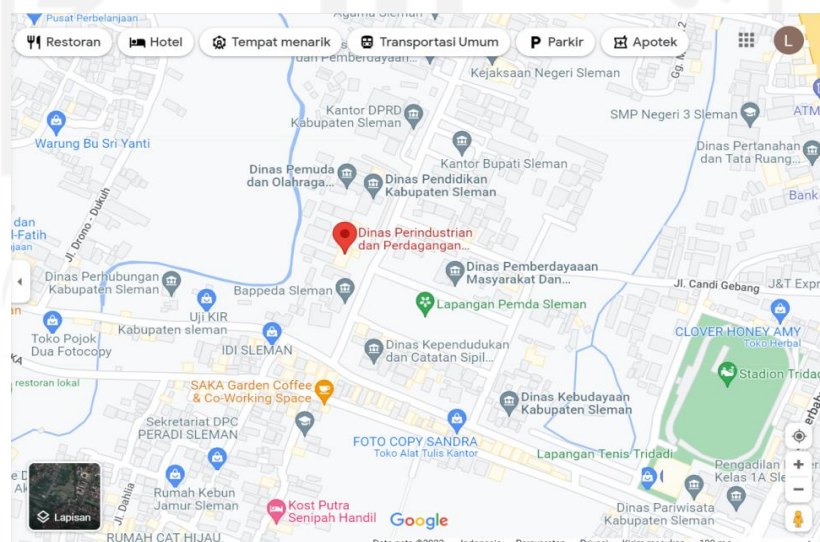 Pusat Perbelanjaan
Agama Sleman
Restoran
Hotel
Tempat menarik
Transportasi Umum
P Parkir
Apotek
L
dan Pemberdayaan...
Kejaksaan Negeri Sleman
Kantor DPRD
Kabupaten Sleman
SMP Negeri 3 Sleman
ATM
Warung Bu Sri Yanti
Kantor Bupati Sleman
Dinas Pertanahan
dan Tata Ruang...
Dinas Pemuda
dan Olahraga...
Dinas Pendidikan
Kabupaten Sleman
Bank
Jl. Drono - Dukuh
dan
l-Fatih
jaan
Dinas Perindustrian
dan Perdagangan...
Dinas Perhubungan
Kabupaten Sleman
Bappeda Sleman
Dinas Pemberdayaaan
Masyarakat Dan...
Jl. Candi Gebang
J&T Expr
Lapangan Pemda Sleman
Uji KIR
Kabupaten sleman
Toko Pojok
Dua Fotocopy
IDI SLEMAN
Dinas Kependudukan
dan Catatan Sipil...
CLOVER HONEY AMY
Toko Herbal
restoran lokal
SAKA Garden Coffee
& Co-Working Space
Stadion Tridad
Dinas Kebudayaan
Kabupaten Sleman
Sekretariat DPC
PERADI SLEMAN
FOTO COPY SANDRA
Toko Alat Tulis Kantor
Lapangan Tenis Tridadi
Pengadilan
Kelas 1A Sle
Jl. Dahlia
Rumah Kebun
Jamur Sleman
Kost Putra
Senipah Handil
Dinas Pariwisata
Kabupaten Sleman
Lapisan
Google
RUMAH CAT HIJAU